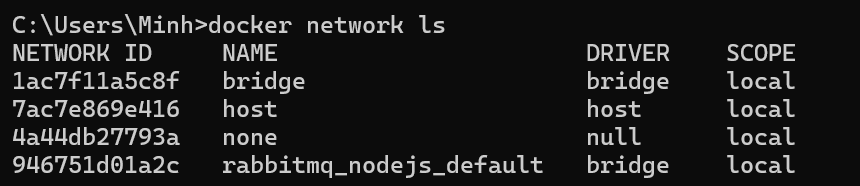 C:\Users\Minh>docker network ls
NETWORK ID     NAME                      DRIVER    SCOPE
1ac7f11a5c8f   bridge                    bridge    local
7ac7e869e416   host                      host      local
4a44db27793a   none                      null      local
946751d01a2c   rabbitmq_nodejs_default   bridge    local